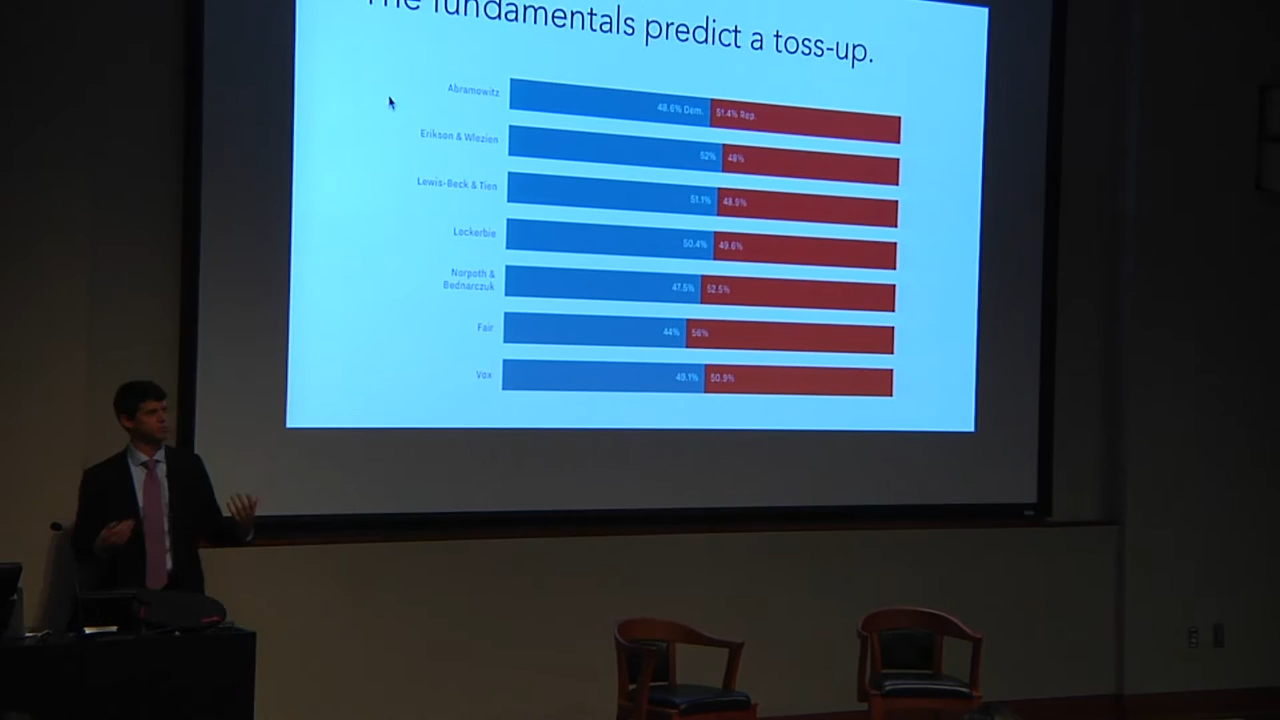 The fundamentals predict a toss-up.
Abramowitz 48.6% Dem. 51.4% Rep.
Erikson & Wlezien 52% 48%
Lewis-Beck & Tien 51.1% 48.9%
Lockerbie 50.4% 49.6%
Norpoth &
Bednarczuk 47.5% 52.5%
Fair 44% 56%
Vox 49.1% 50.9%